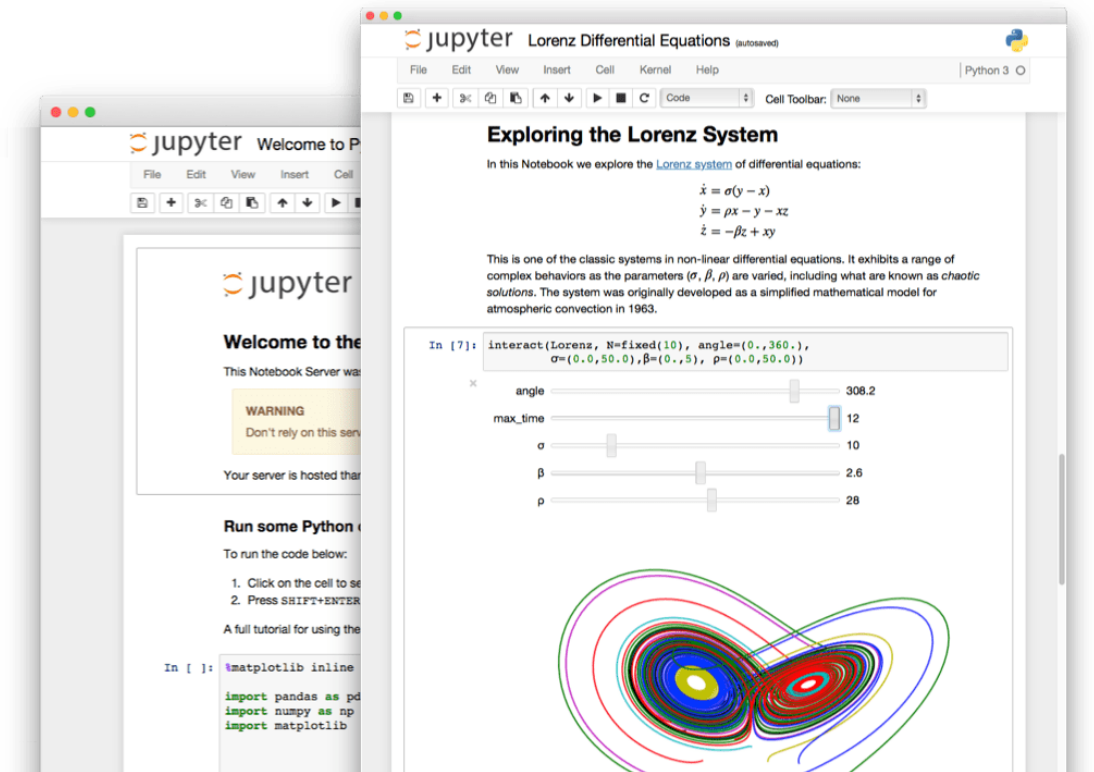 jupyter Lorenz Differential Equations (autosaved)
File Edit View Insert Cell Kernel Help Python 3
Code Cell Toolbar: None
Exploring the Lorenz System
In this Notebook we explore the Lorenz system of differential equations:
ẋ = σ(y − x)
ẏ = ρx − y − xz
ż = −βz + xy
This is one of the classic systems in non-linear differential equations. It exhibits a range of
complex behaviors as the parameters (σ, β, ρ) are varied, including what are known as chaotic
solutions. The system was originally developed as a simplified mathematical model for
atmospheric convection in 1963.
In [7]: interact(Lorenz, N=fixed(10), angle=(0.,360.),
σ=(0.0,50.0),β=(0.,5), ρ=(0.0,50.0))
angle 308.2
max_time 12
σ 10
β 2.6
ρ 28
jupyter Welcome to P
File Edit View Insert Cell
jupyter
Welcome to the
This Notebook Server was
WARNING
Don't rely on this serv
Your server is hosted than
Run some Python
To run the code below:
1. Click on the cell to se
2. Press SHIFT+ENTER
A full tutorial for using the
In [ ]: %matplotlib inline
import pandas as pd
import numpy as np
import matplotlib